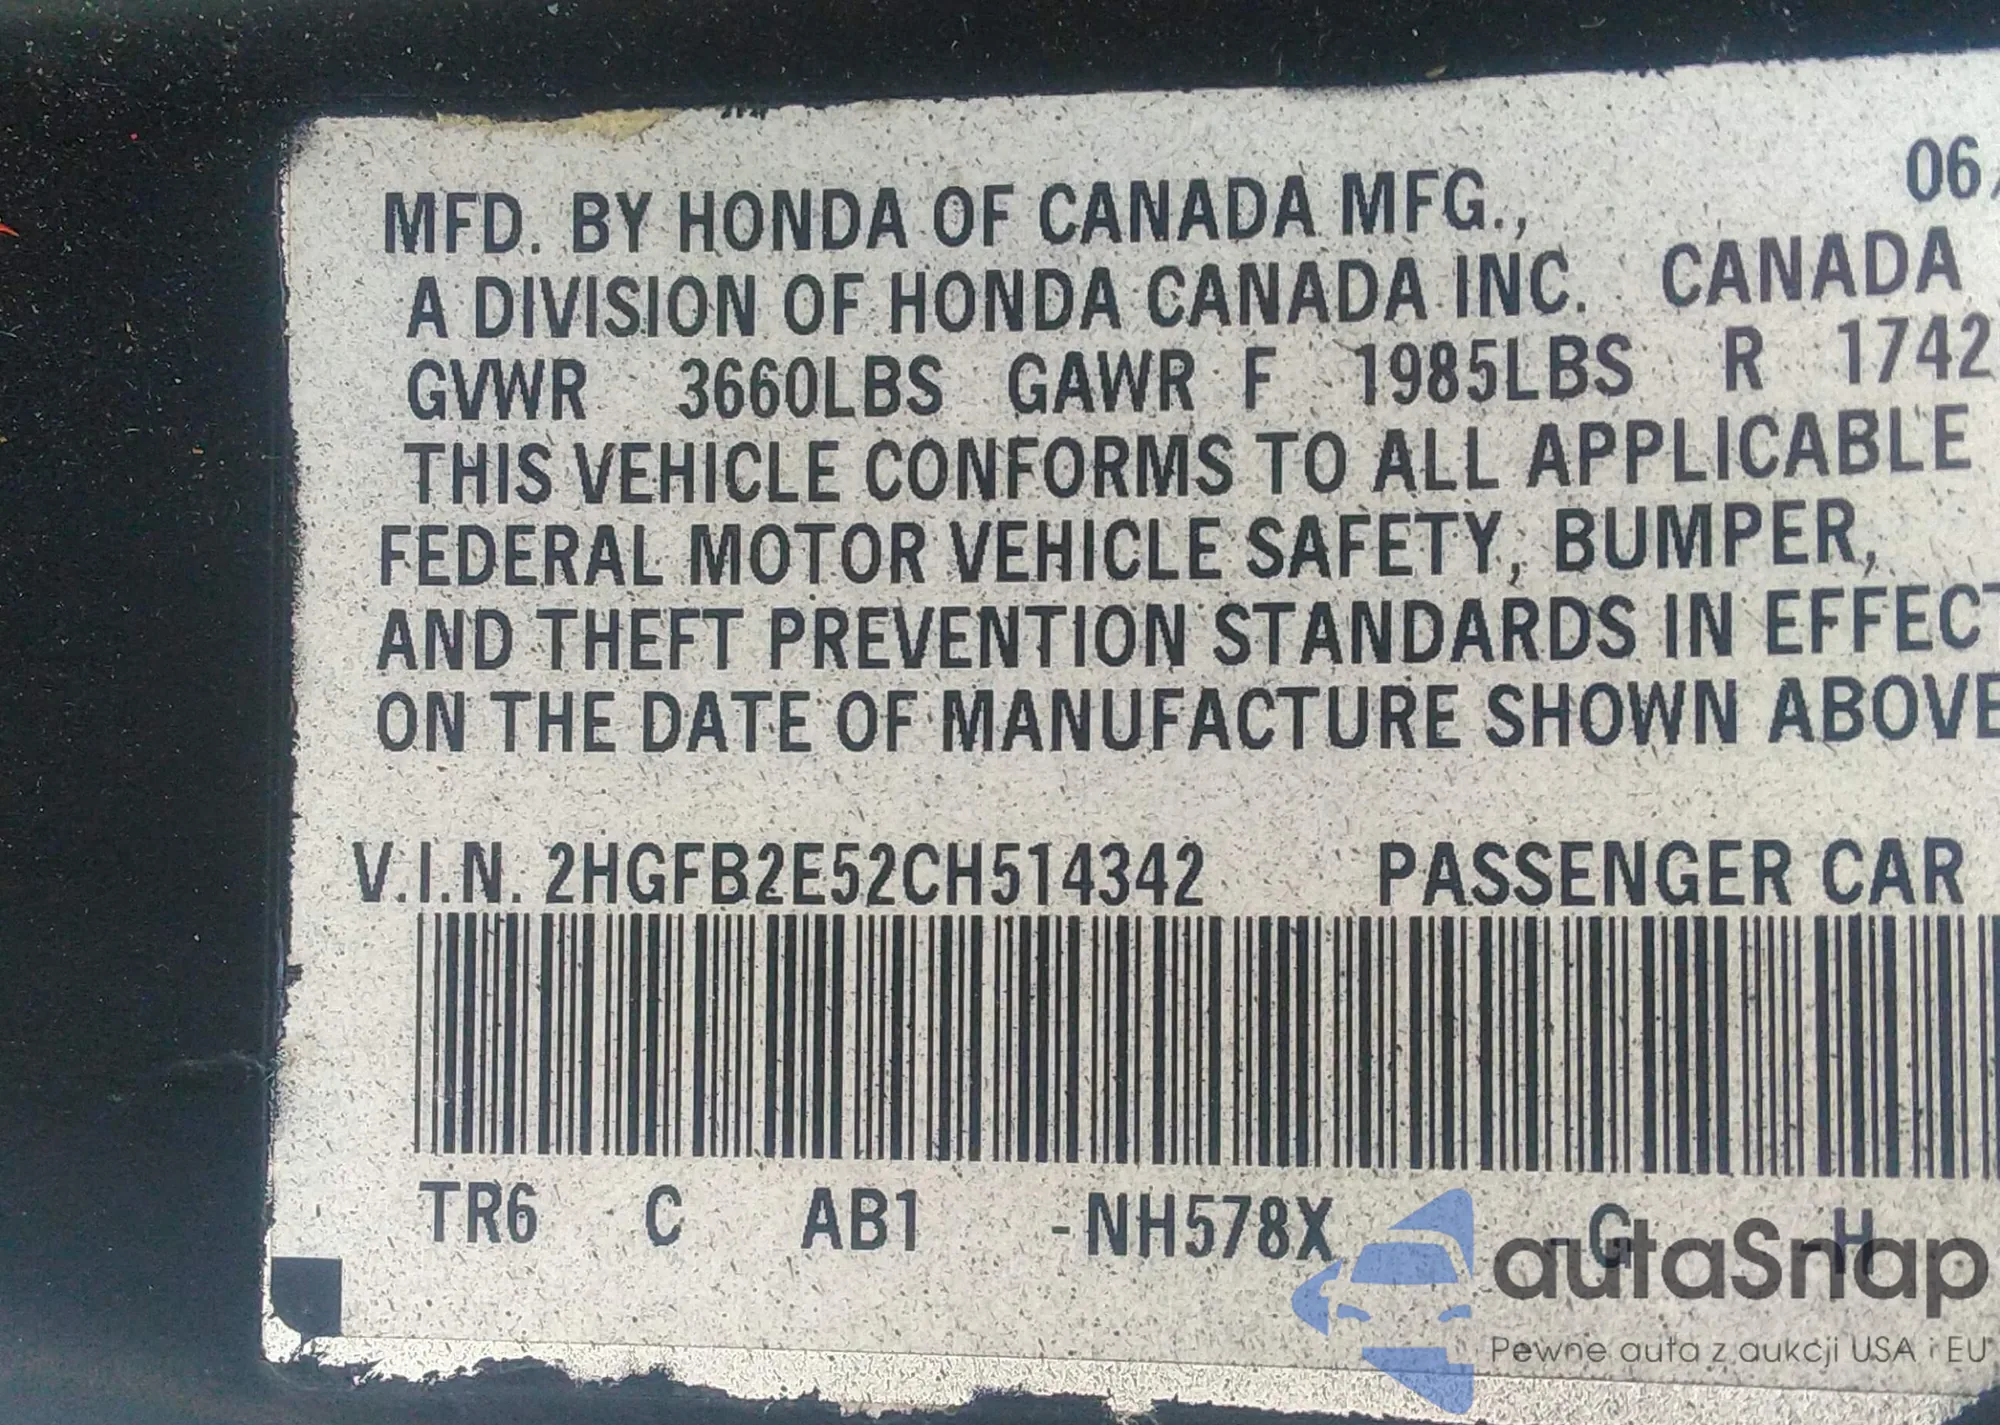 06/
MFD. BY HONDA OF CANADA MFG.,
A DIVISION OF HONDA CANADA INC. CANADA
GVWR 3660LBS GAWR F 1985LBS R 1742
THIS VEHICLE CONFORMS TO ALL APPLICABLE
FEDERAL MOTOR VEHICLE SAFETY, BUMPER,
AND THEFT PREVENTION STANDARDS IN EFFECT
ON THE DATE OF MANUFACTURE SHOWN ABOVE
V.I.N. 2HGFB2E52CH514342 PASSENGER CAR
TR6 C AB1 -NH578X -G -H
autaSnap
Pewne auta z aukcji USA i EU